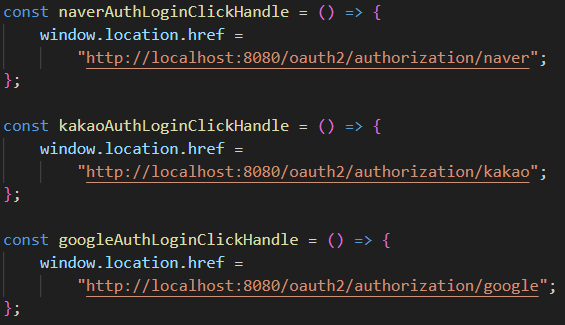 const naverAuthLoginClickHandle = () => {
    window.location.href =
        "http://localhost:8080/oauth2/authorization/naver";
};

const kakaoAuthLoginClickHandle = () => {
    window.location.href =
        "http://localhost:8080/oauth2/authorization/kakao";
};

const googleAuthLoginClickHandle = () => {
    window.location.href =
        "http://localhost:8080/oauth2/authorization/google";
};